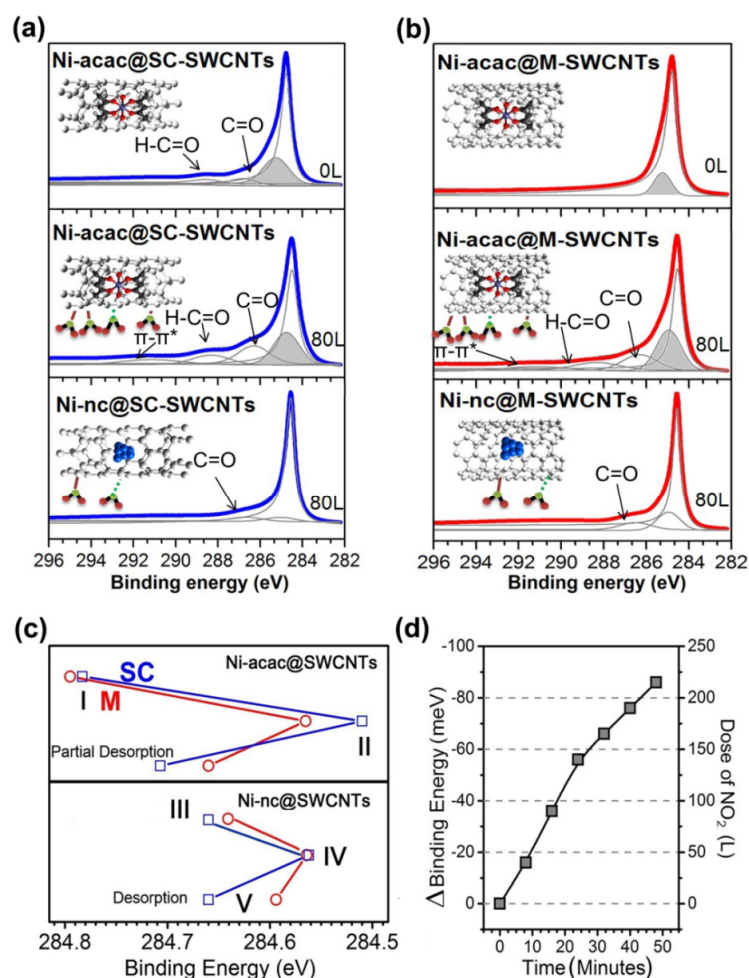 (a)
Ni-acac@SC-SWCNTs
C=O
H-C=O
0L
Ni-acac@SC-SWCNTs
C=O
H-C=O
π-π*
80L
Ni-nc@SC-SWCNTs
C=O
80L
296 294 292 290 288 286 284 282
Binding energy (eV)
(b)
Ni-acac@M-SWCNTs
0L
Ni-acac@M-SWCNTs
C=O
H-C=O
π-π*
80L
Ni-nc@M-SWCNTs
C=O
80L
296 294 292 290 288 286 284 282
Binding energy (eV)
(c)
Ni-acac@SWCNTs
SC
I M
II
Partial Desorption
Ni-nc@SWCNTs
III
IV
Desorption V
284.8 284.7 284.6 284.5
Binding Energy (eV)
(d)
Δ Binding Energy (meV)
-100
-80
-60
-40
-20
0
Dose of NO₂ (L)
250
200
150
100
50
0
0 10 20 30 40 50
Time(Minutes)